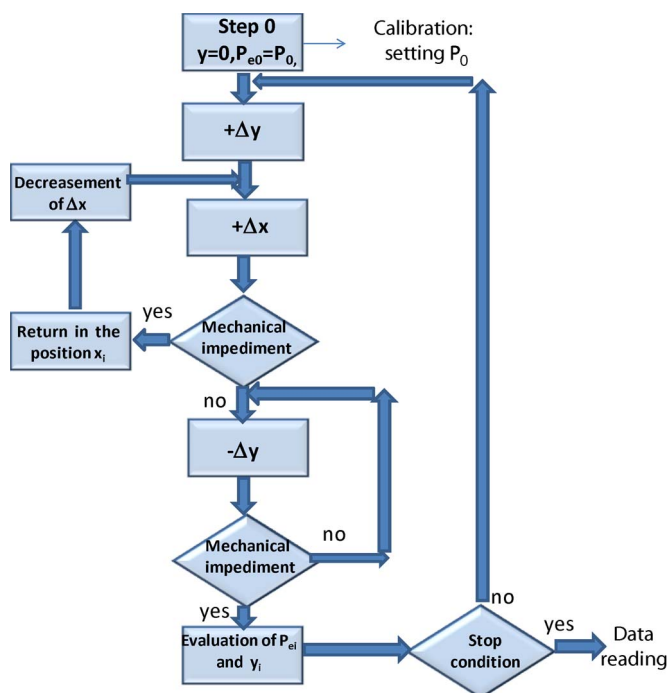 Step 0
y=0,Pe0=P0,
Calibration:
setting P0
+Δy
Decreasement
of Δx
+Δx
yes
Mechanical
impediment
Return in the
position xi
no
-Δy
no
Mechanical
impediment
yes
Evaluation of Pei
and yi
no
Stop
condition
yes
Data
reading